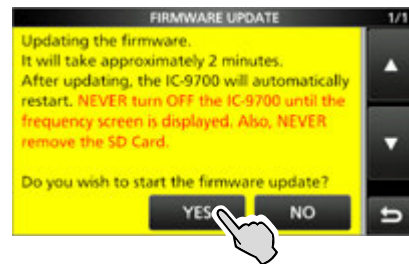 FIRMWARE UPDATE 1/1
Updating the firmware.
It will take approximately 2 minutes.
After updating, the IC-9700 will automatically
restart. NEVER turn OFF the IC-9700 until the
frequency screen is displayed. Also, NEVER
remove the SD Card.
Do you wish to start the firmware update?
YES NO